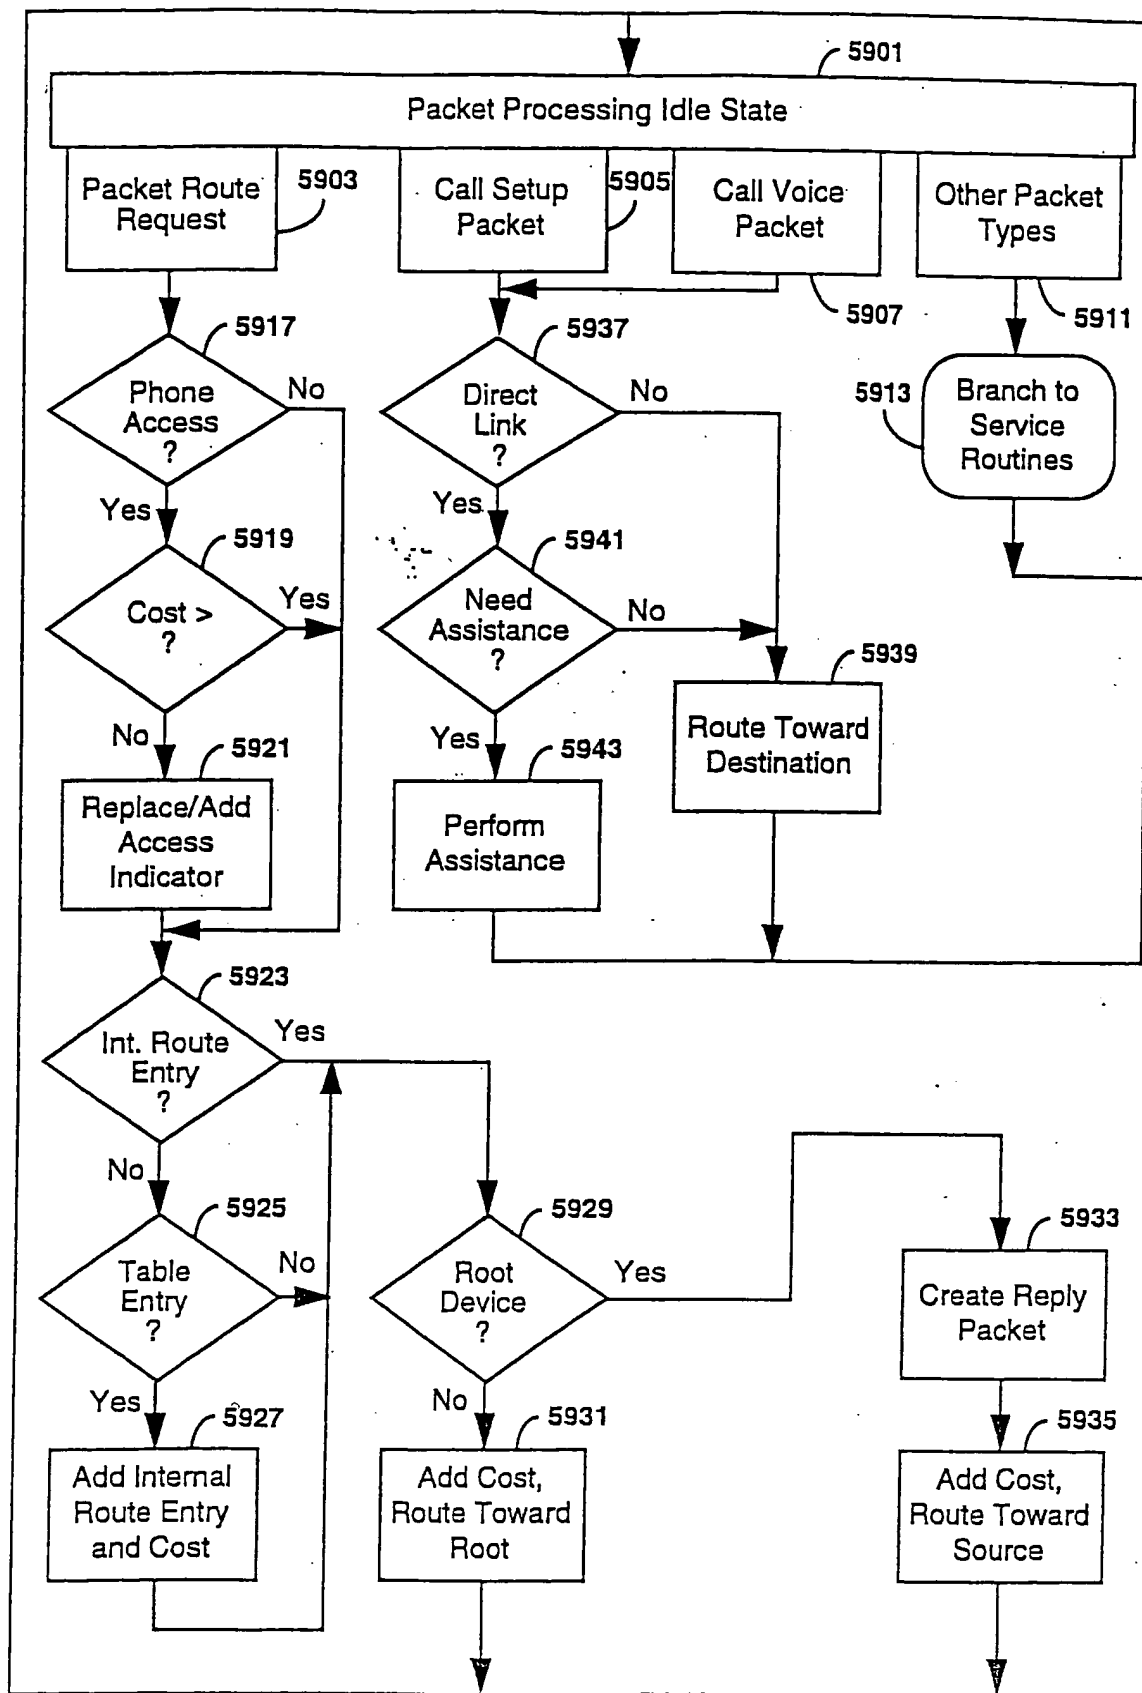 5901
Packet Processing Idle State
Packet Route
Request
5903
Call Setup
Packet
5905
Call Voice
Packet
5907
Other Packet
Types
5911
5917
Phone
Access
?
No
Yes
5937
Direct
Link
?
No
Yes
5913
Branch to
Service
Routines
5919
Cost >
?
Yes
No
5941
Need
Assistance
?
No
Yes
5939
Route Toward
Destination
5921
Replace/Add
Access
Indicator
5943
Perform
Assistance
5923
Int. Route
Entry
?
Yes
No
5925
Table
Entry
?
No
Yes
5929
Root
Device
?
Yes
No
5933
Create Reply
Packet
5927
Add Internal
Route Entry
and Cost
5931
Add Cost,
Route Toward
Root
5935
Add Cost,
Route Toward
Source